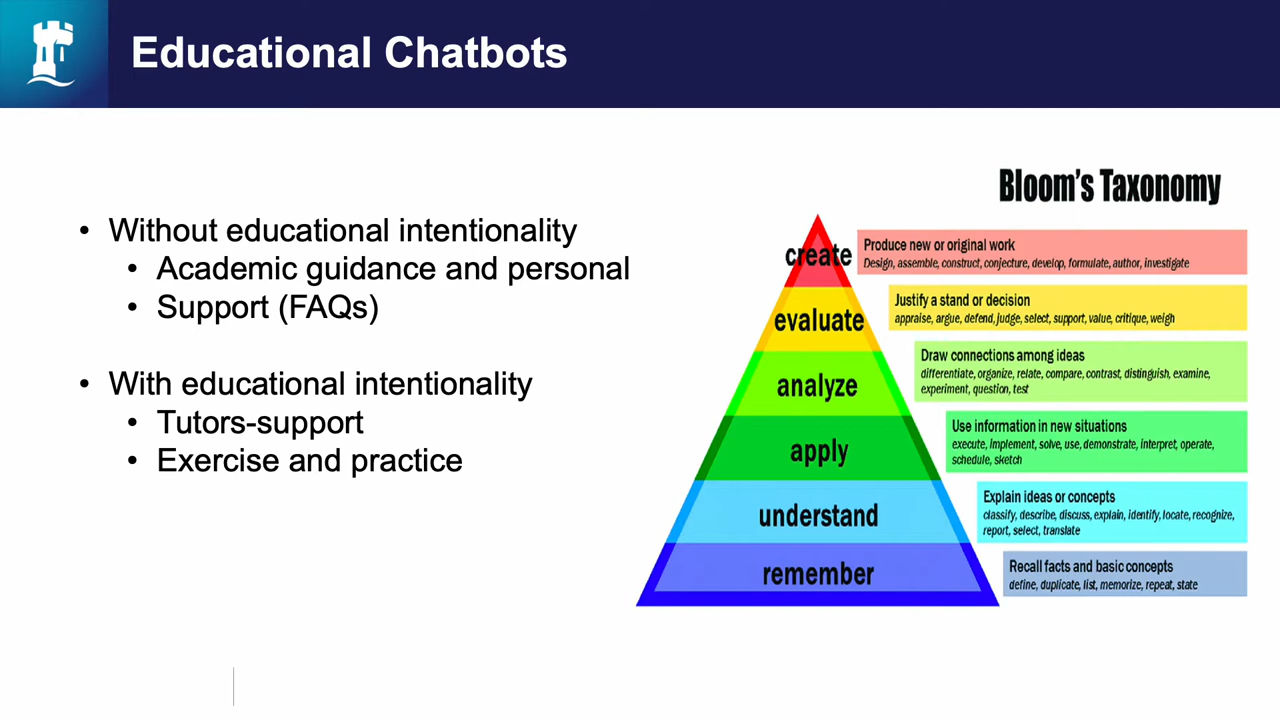 Educational Chatbots
• Without educational intentionality
• Academic guidance and personal
• Support (FAQs)
• With educational intentionality
• Tutors-support
• Exercise and practice
Bloom's Taxonomy
create
Produce new or original work
Design, assemble, construct, conjecture, develop, formulate, author, investigate
evaluate
Justify a stand or decision
appraise, argue, defend, judge, select, support, value, critique, weigh
analyze
Draw connections among ideas
differentiate, organize, relate, compare, contrast, distinguish, examine,
experiment, question, test
apply
Use information in new situations
execute, implement, solve, use, demonstrate, interpret, operate,
schedule, sketch
understand
Explain ideas or concepts
classify, describe, discuss, explain, identify, locate, recognize,
report, select, translate
remember
Recall facts and basic concepts
define, duplicate, list, memorize, repeat, state